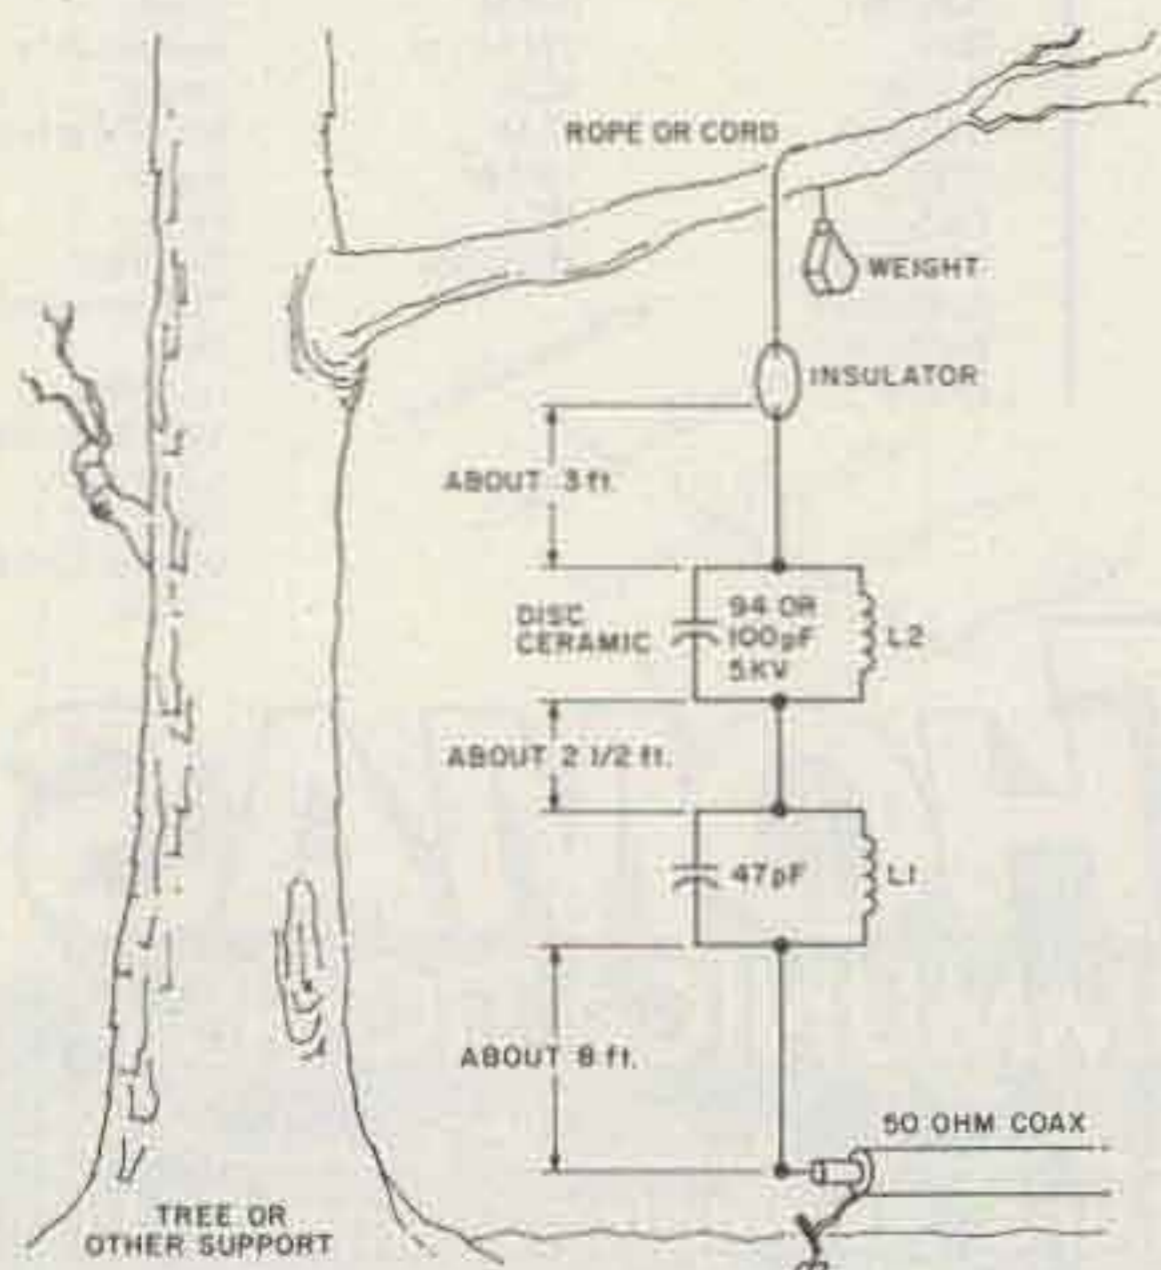 ROPE OR CORD
WEIGHT
INSULATOR
ABOUT 3 ft.
DISC
CERAMIC
94 OR
100pF
5KV
L2
ABOUT 2 1/2 ft.
47pF
L1
ABOUT 8 ft.
50 OHM COAX
TREE OR
OTHER SUPPORT